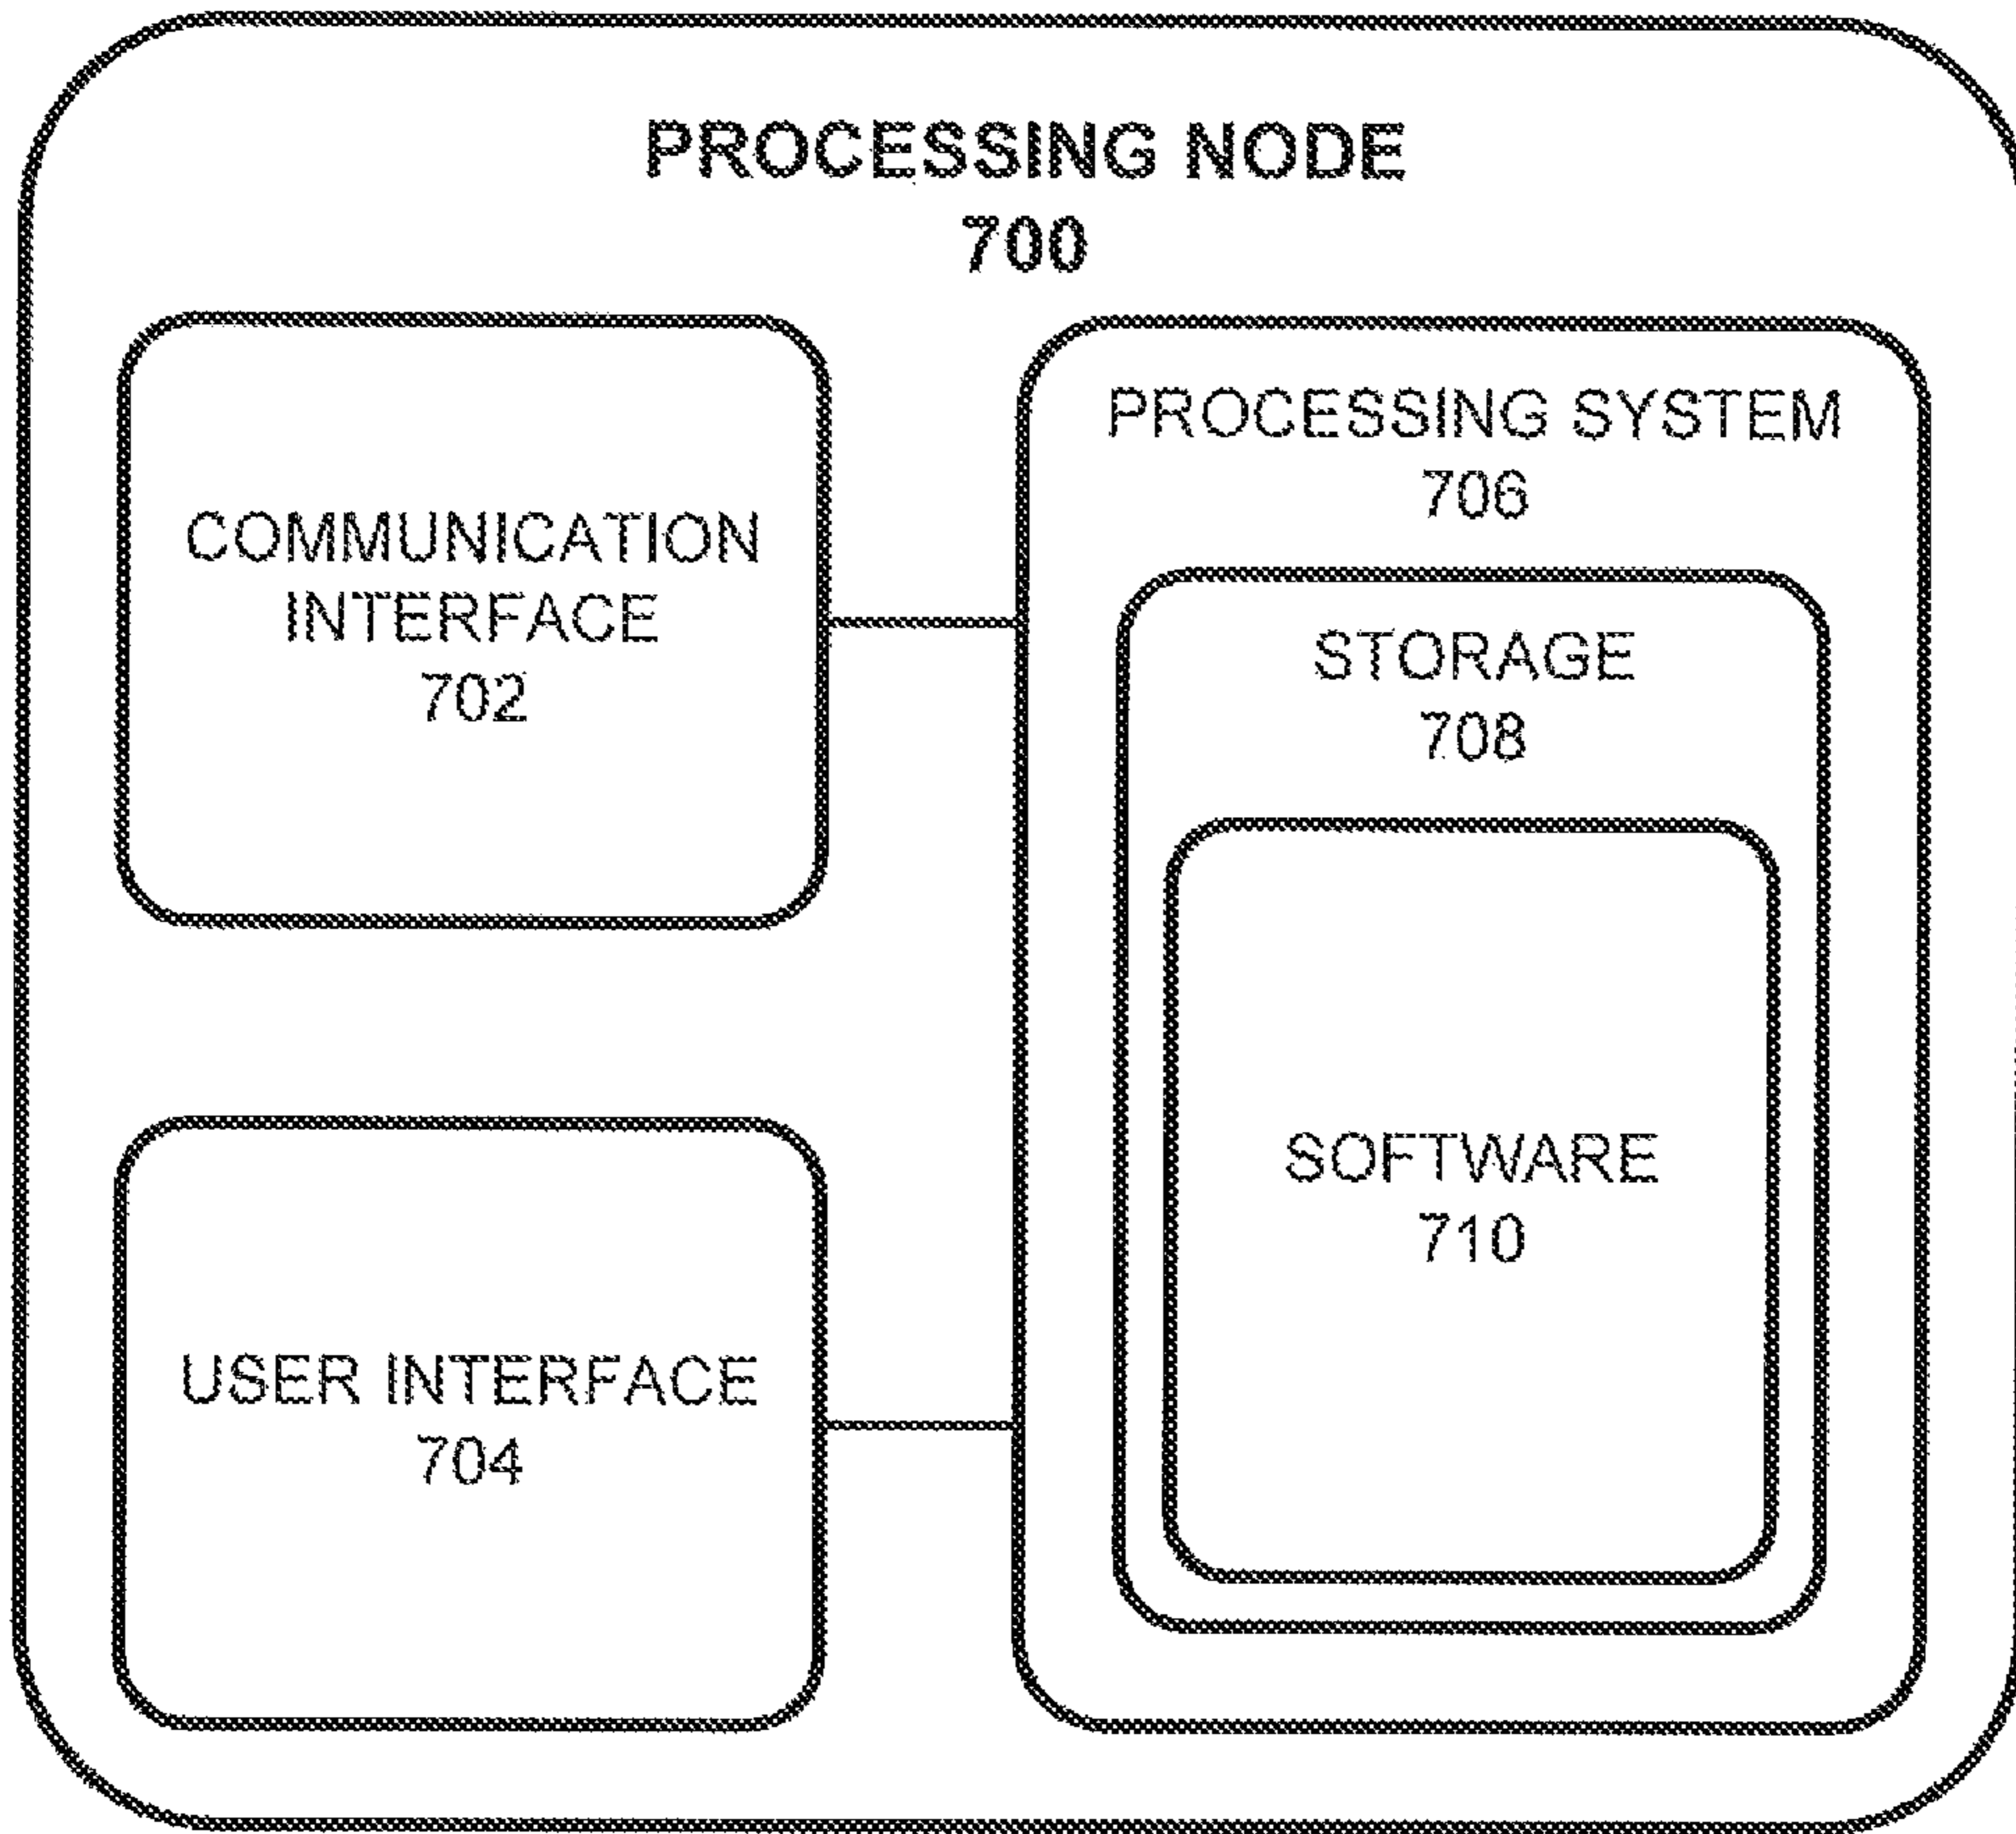 PROCESSING NODE
700
COMMUNICATION
INTERFACE
702
USER INTERFACE
704
PROCESSING SYSTEM
706
STORAGE
708
SOFTWARE
710